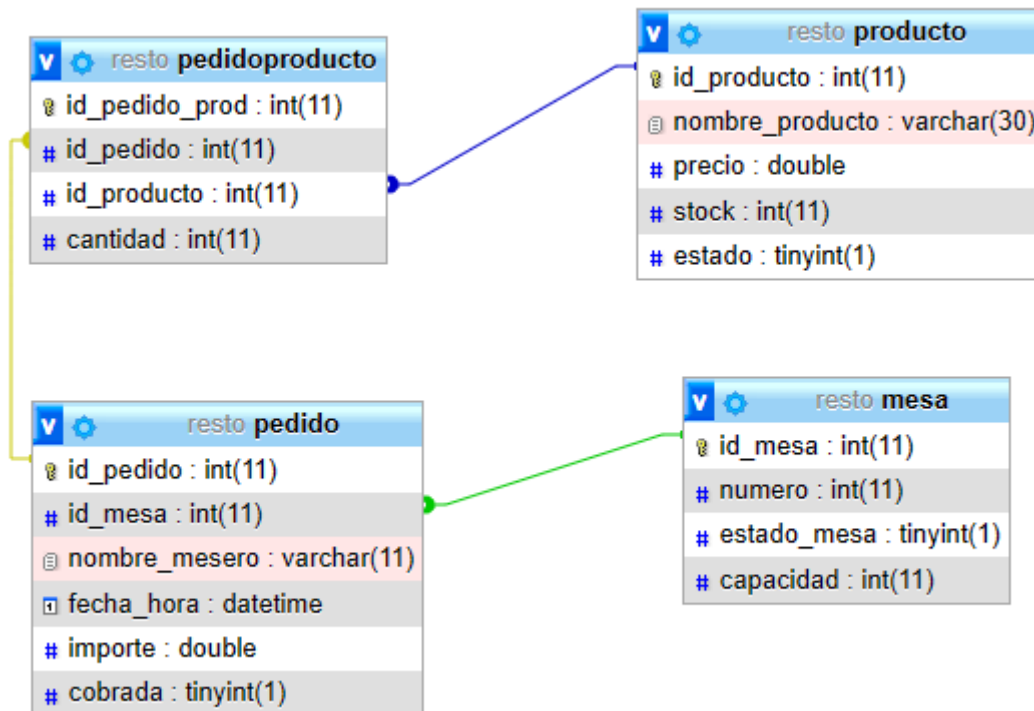 resto pedidoproducto
id_pedido_prod : int(11)
# id_pedido : int(11)
# id_producto : int(11)
# cantidad : int(11)
resto producto
id_producto : int(11)
nombre_producto : varchar(30)
# precio : double
# stock : int(11)
# estado : tinyint(1)
resto pedido
id_pedido : int(11)
# id_mesa : int(11)
nombre_mesero : varchar(11)
fecha_hora : datetime
# importe : double
# cobrada : tinyint(1)
resto mesa
id_mesa : int(11)
# numero : int(11)
# estado_mesa : tinyint(1)
# capacidad : int(11)